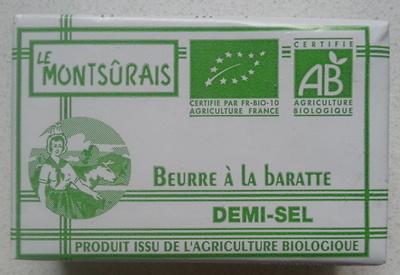 LE
MONTSÛRAIS
CERTIFIE PAR FR-BIO-10
AGRICULTURE FRANCE
CERTIFIÉ
AB
AGRICULTURE
BIOLOGIQUE
BEURRE À LA BARATTE
DEMI-SEL
PRODUIT ISSU DE L'AGRICULTURE BIOLOGIQUE